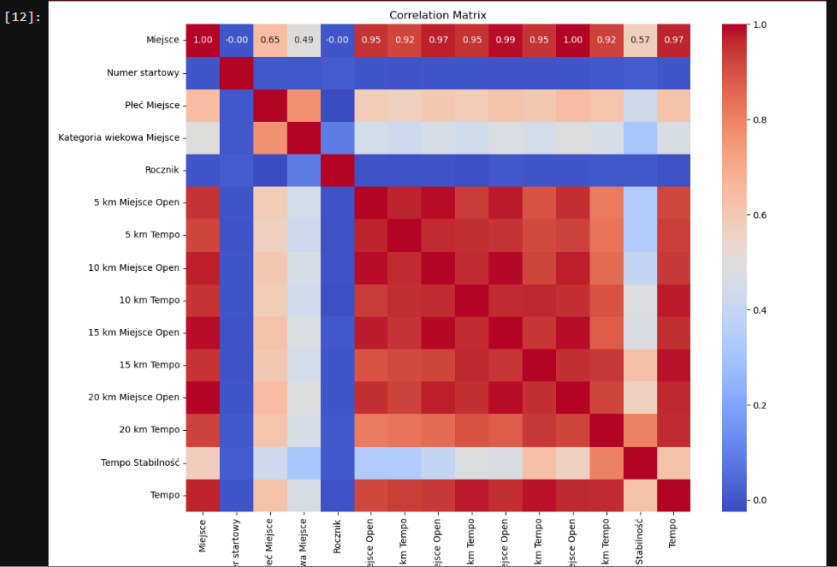 [12]:
Correlation Matrix
Miejsce 1.00 -0.00 0.65 0.49 -0.00 0.95 0.92 0.97 0.95 0.99 0.95 1.00 0.92 0.57 0.97
Numer startowy
Płeć Miejsce
Kategoria wiekowa Miejsce
Rocznik
5 km Miejsce Open
5 km Tempo
10 km Miejsce Open
10 km Tempo
15 km Miejsce Open
15 km Tempo
20 km Miejsce Open
20 km Tempo
Tempo Stabilność
Tempo
1.0
0.8
0.6
0.4
0.2
0.0
Miejsce
er startowy
eć Miejsce
wa Miejsce
Rocznik
ejsce Open
km Tempo
ejsce Open
km Tempo
ejsce Open
km Tempo
ejsce Open
km Tempo
Stabilność
Tempo